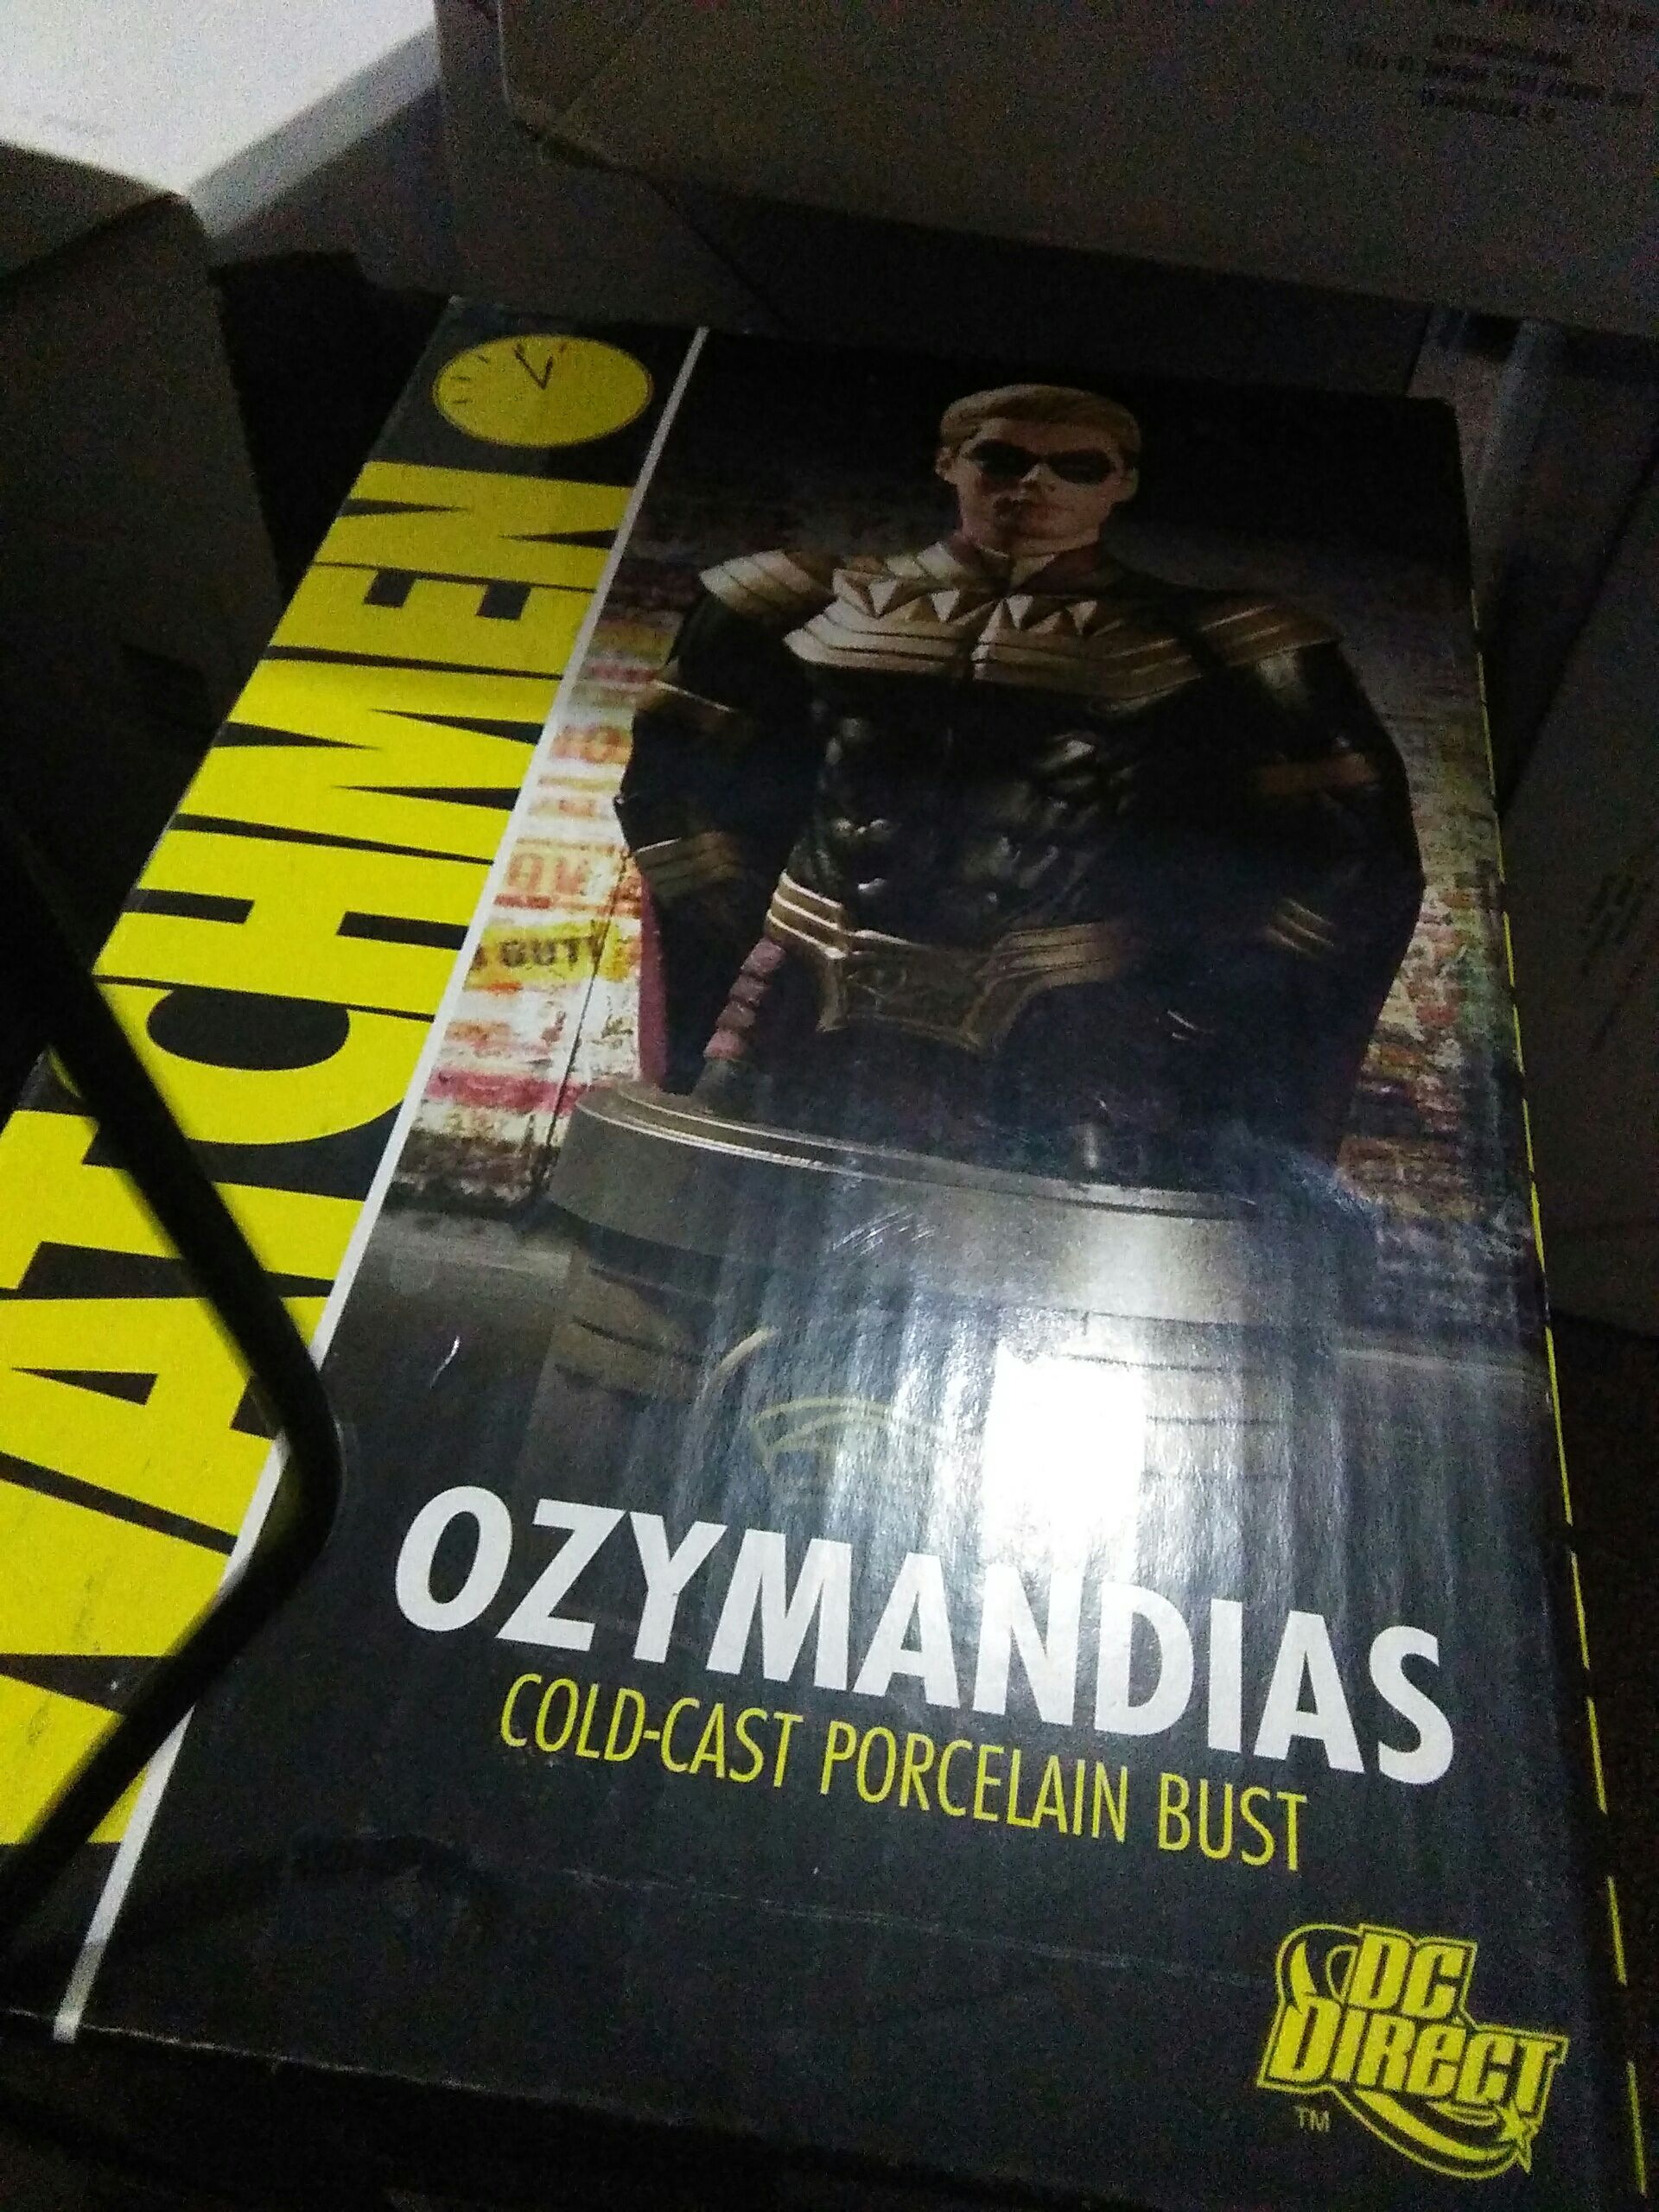 WATCHMEN
OZYMANDIAS
COLD-CAST PORCELAIN BUST
DC
DIRECT
TM